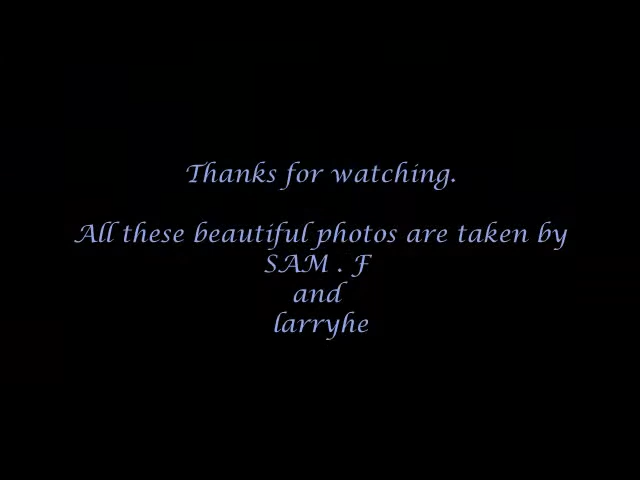 Thanks for watching.
All these beautiful photos are taken by
SAM . F
and
larryhe